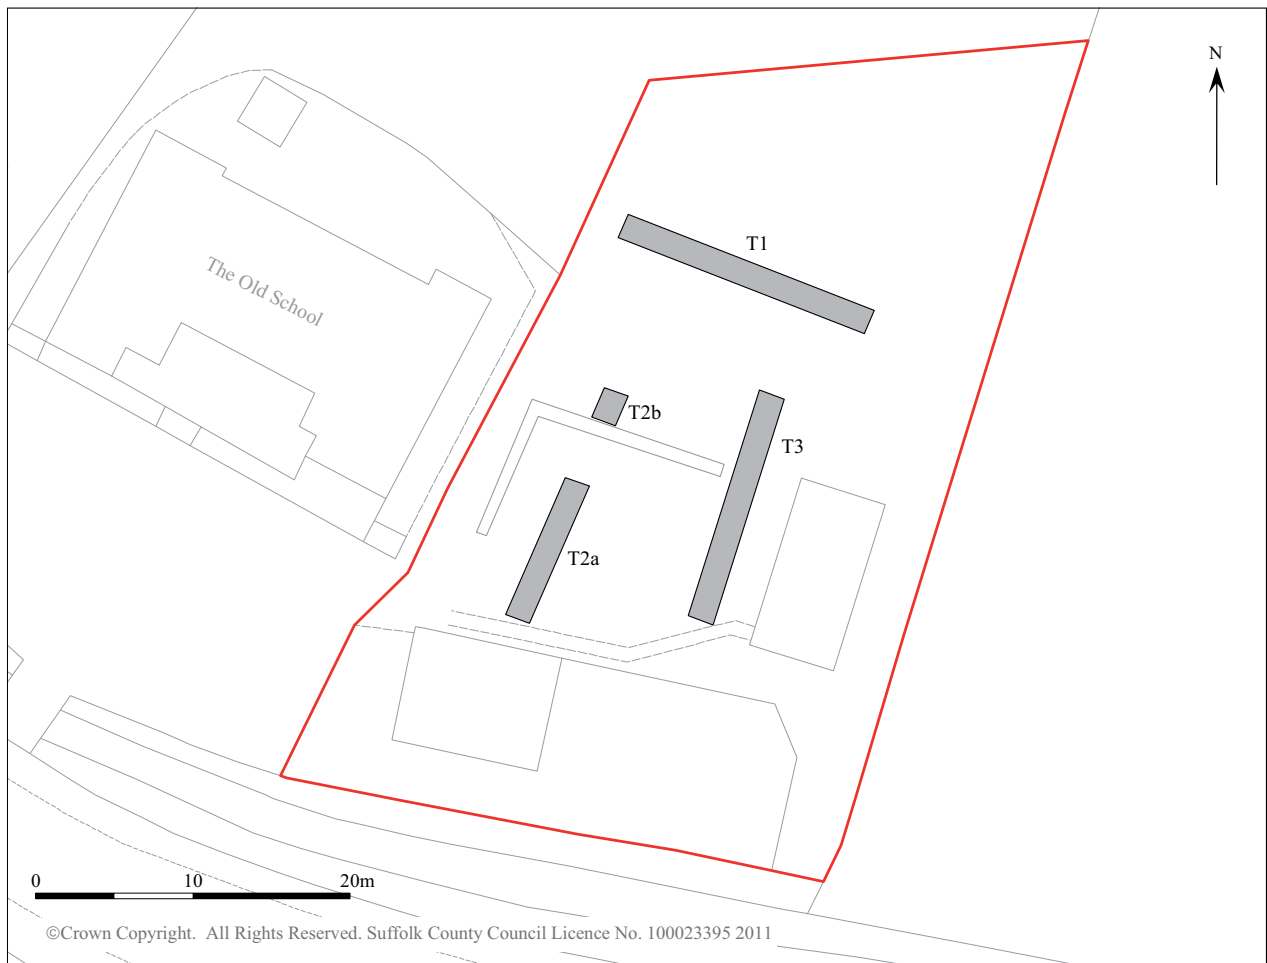 N
T1
The Old School
T2b
T3
T2a
0 10 20m
©Crown Copyright. All Rights Reserved. Suffolk County Council Licence No. 100023395 2011